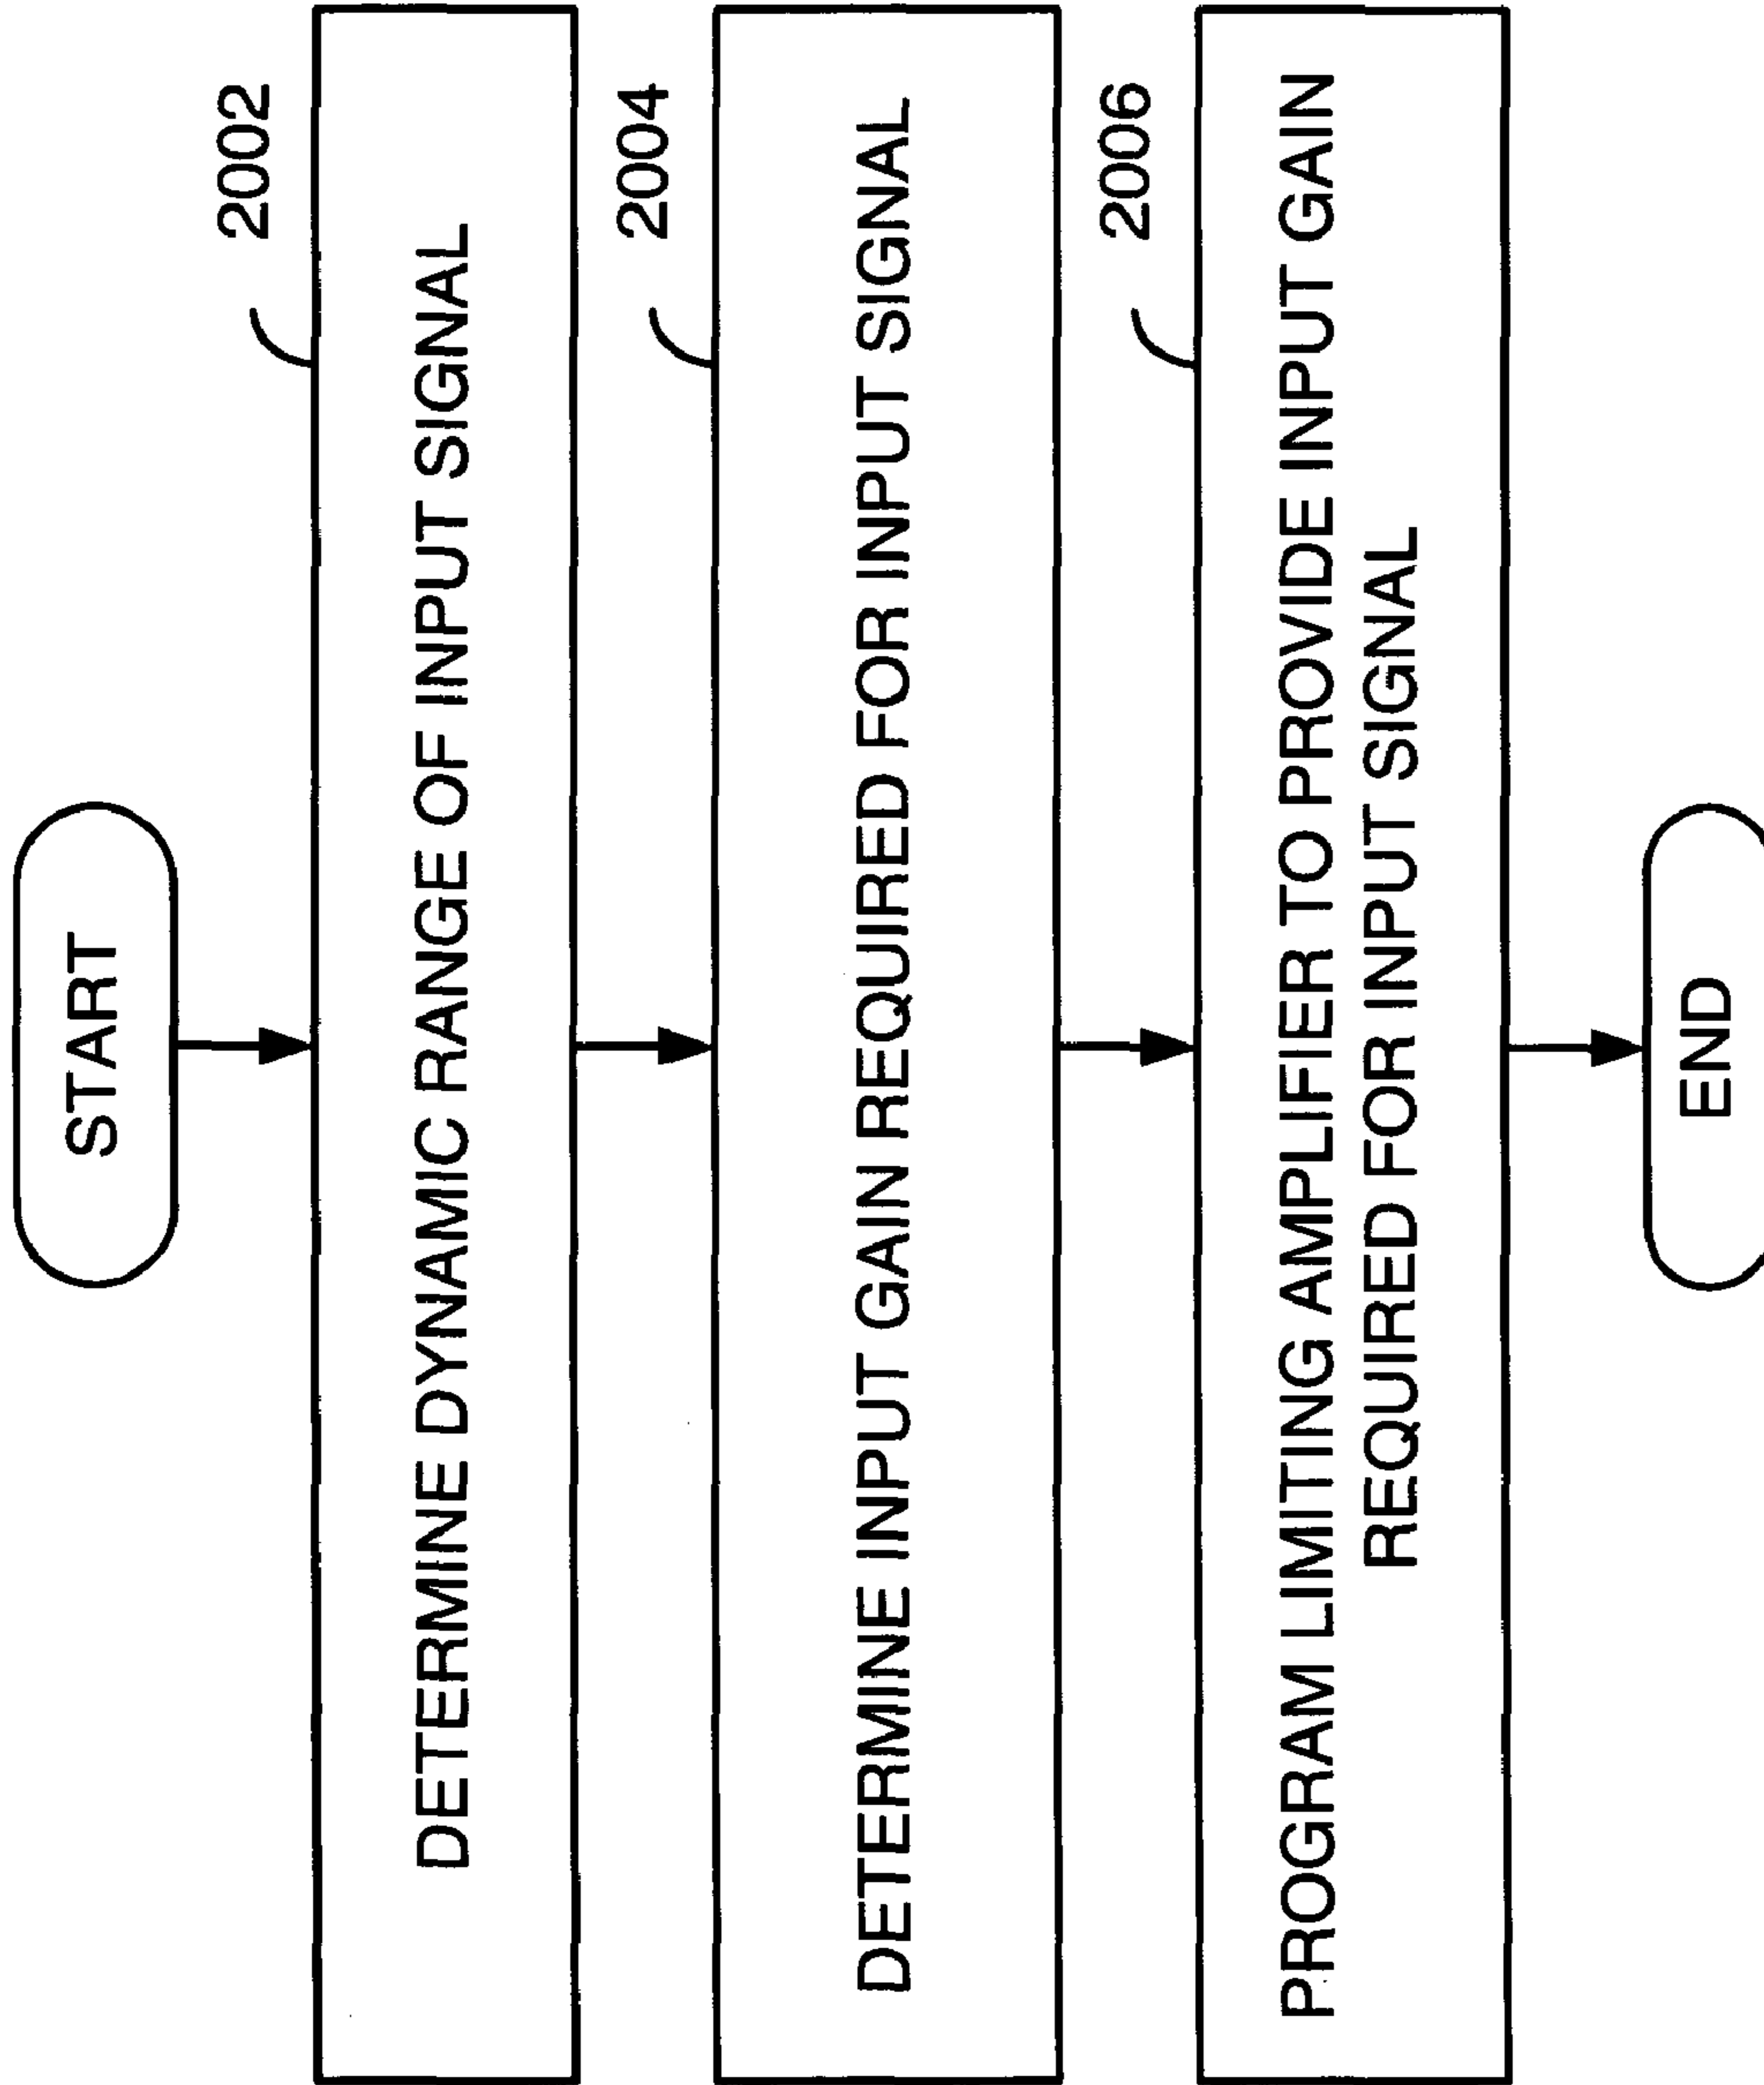 START
2002
DETERMINE DYNAMIC RANGE OF INPUT SIGNAL
2004
DETERMINE INPUT GAIN REQUIRED FOR INPUT SIGNAL
2006
PROGRAM LIMITING AMPLIFIER TO PROVIDE INPUT GAIN
REQUIRED FOR INPUT SIGNAL
END